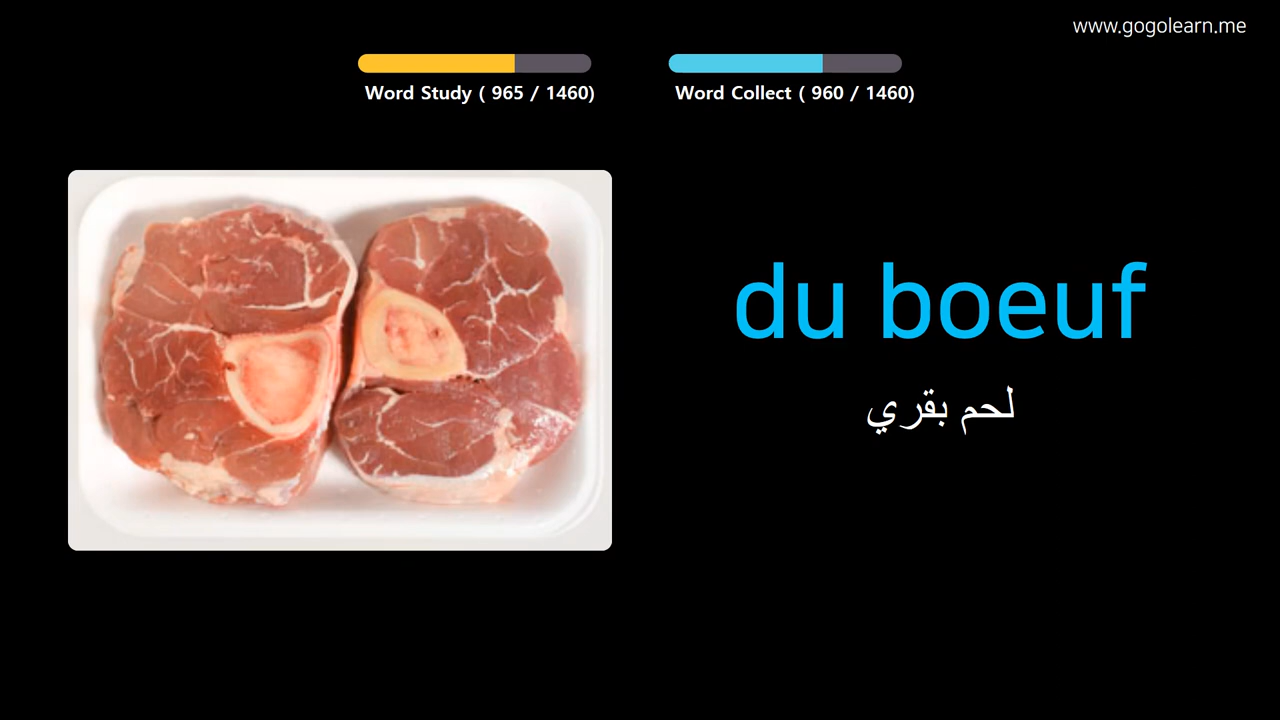 www.gogolearn.me
Word Study ( 965 / 1460)
Word Collect ( 960 / 1460)
du boeuf
لحم بقري